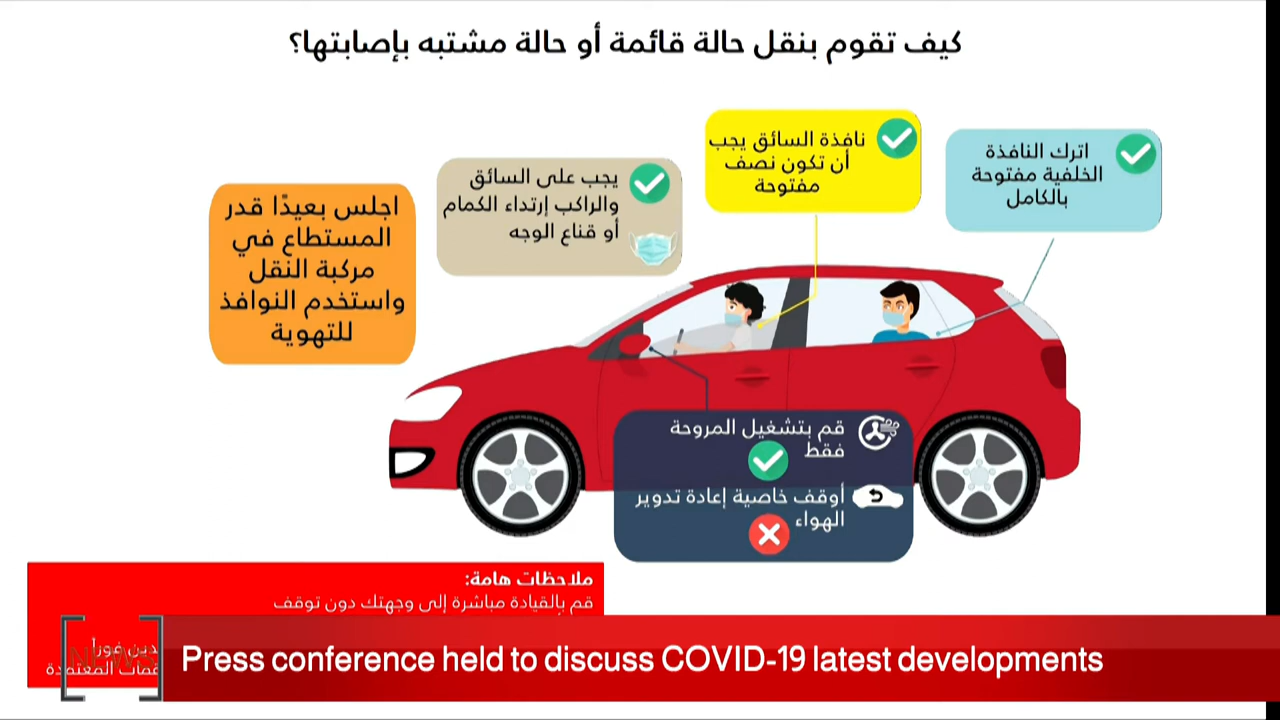 كيف تقوم بنقل حالة قائمة أو حالة مشتبه بإصابتها؟
اترك النافذة
الخلفية مفتوحة
بالكامل
نافذة السائق يجب
أن تكون نصف
مفتوحة
يجب على السائق
والراكب إرتداء الكمام
أو قناع الوجه
اجلس بعيدًا قدر
المستطاع في
مركبة النقل
واستخدم النوافذ
للتهوية
قم بتشغيل المروحة
فقط
أوقف خاصية إعادة تدوير
الهواء
ملاحظات هامة:
قم بالقيادة مباشرة إلى وجهتك دون توقف
فوراً
المعتمدة
NEWS
Press conference held to discuss COVID-19 latest developments